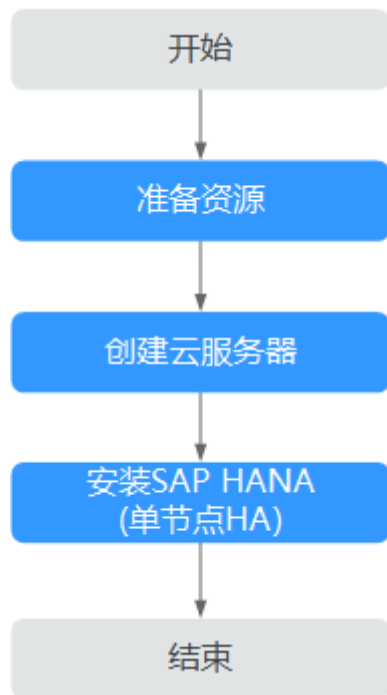 开始
准备资源
创建云服务器
安装SAP HANA
(单节点HA)
结束